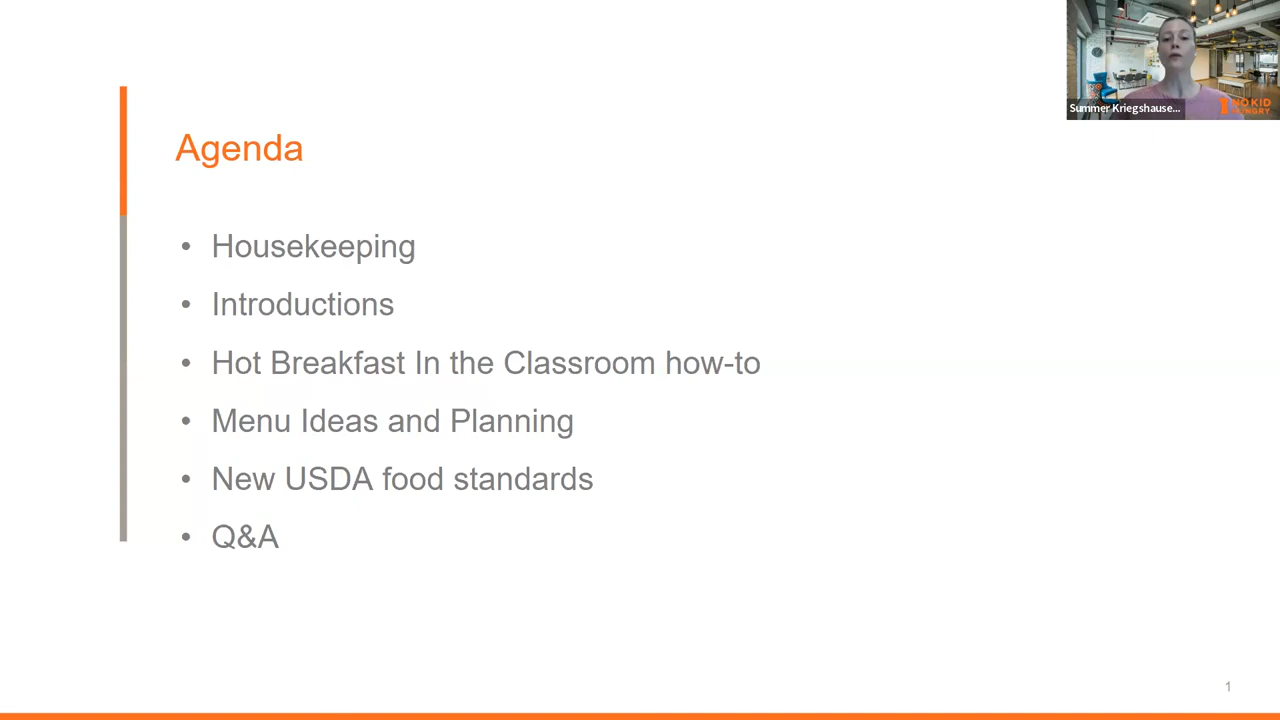 Summer Kriegshause...
NO KID
HUNGRY
Agenda
• Housekeeping
• Introductions
• Hot Breakfast In the Classroom how-to
• Menu Ideas and Planning
• New USDA food standards
• Q&A
1